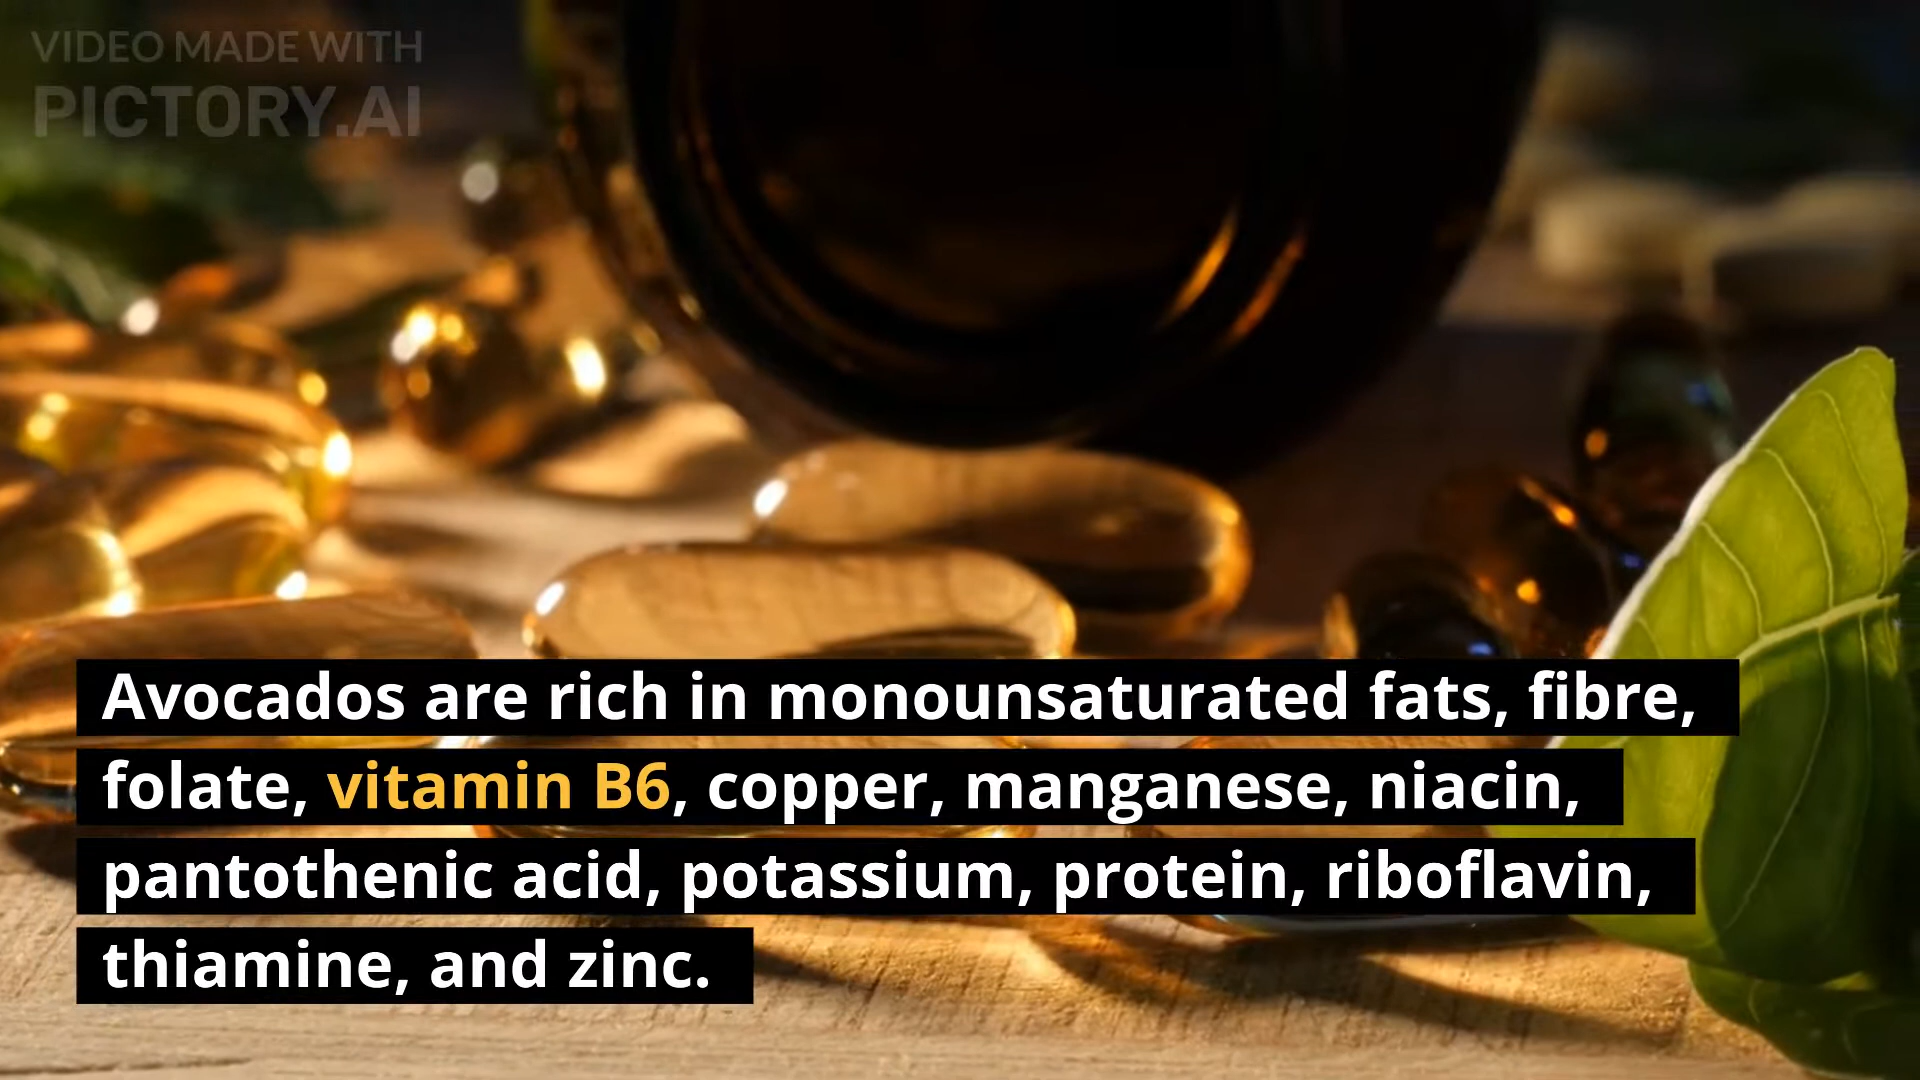 VIDEO MADE WITH
PICTORY.AI
Avocados are rich in monounsaturated fats, fibre,
folate, vitamin B6, copper, manganese, niacin,
pantothenic acid, potassium, protein, riboflavin,
thiamine, and zinc.